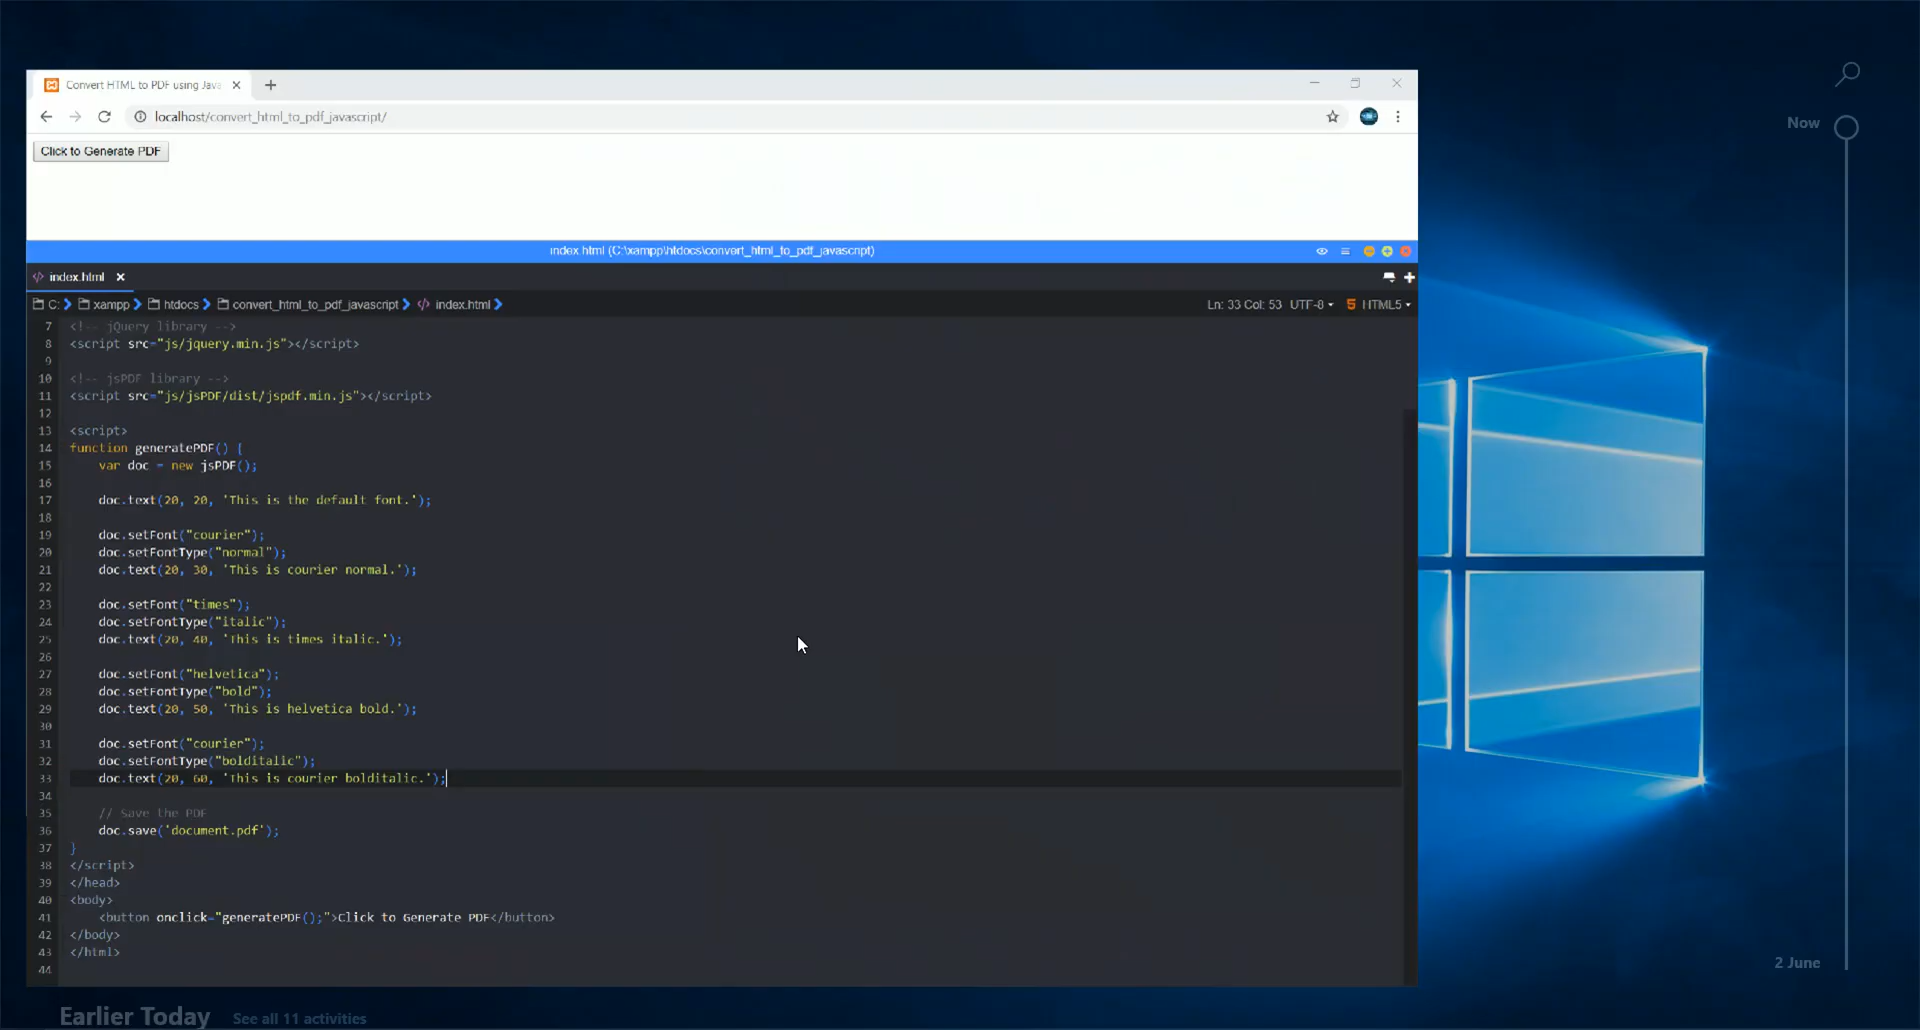 Convert HTML to PDF using Java
localhost/convert_html_to_pdf_javascript/
Now
Click to Generate PDF
index.html (C:\xampp\htdocs\convert_html_to_pdf_javascript)
index.html
C: xampp htdocs convert_html_to_pdf_javascript index.html Ln: 33 Col: 53 UTF-8 HTML5
7 <!-- jQuery library -->
8 <script src="js/jquery.min.js"></script>
9
10 <!-- jsPDF library -->
11 <script src="js/jsPDF/dist/jspdf.min.js"></script>
12
13 <script>
14 function generatePDF() {
15 var doc = new jsPDF();
16
17 doc.text(20, 20, 'This is the default font.');
18
19 doc.setFont("courier");
20 doc.setFontType("normal");
21 doc.text(20, 30, 'This is courier normal.');
22
23 doc.setFont("times");
24 doc.setFontType("italic");
25 doc.text(20, 40, 'This is times italic.');
26
27 doc.setFont("helvetica");
28 doc.setFontType("bold");
29 doc.text(20, 50, 'This is helvetica bold.');
30
31 doc.setFont("courier");
32 doc.setFontType("bolditalic");
33 doc.text(20, 60, 'This is courier bolditalic.');
34
35 // Save the PDF
36 doc.save('document.pdf');
37 }
38 </script>
39 </head>
40 <body>
41 <button onclick="generatePDF();">Click to Generate PDF</button>
42 </body>
43 </html>
44
2 June
Earlier Today See all 11 activities